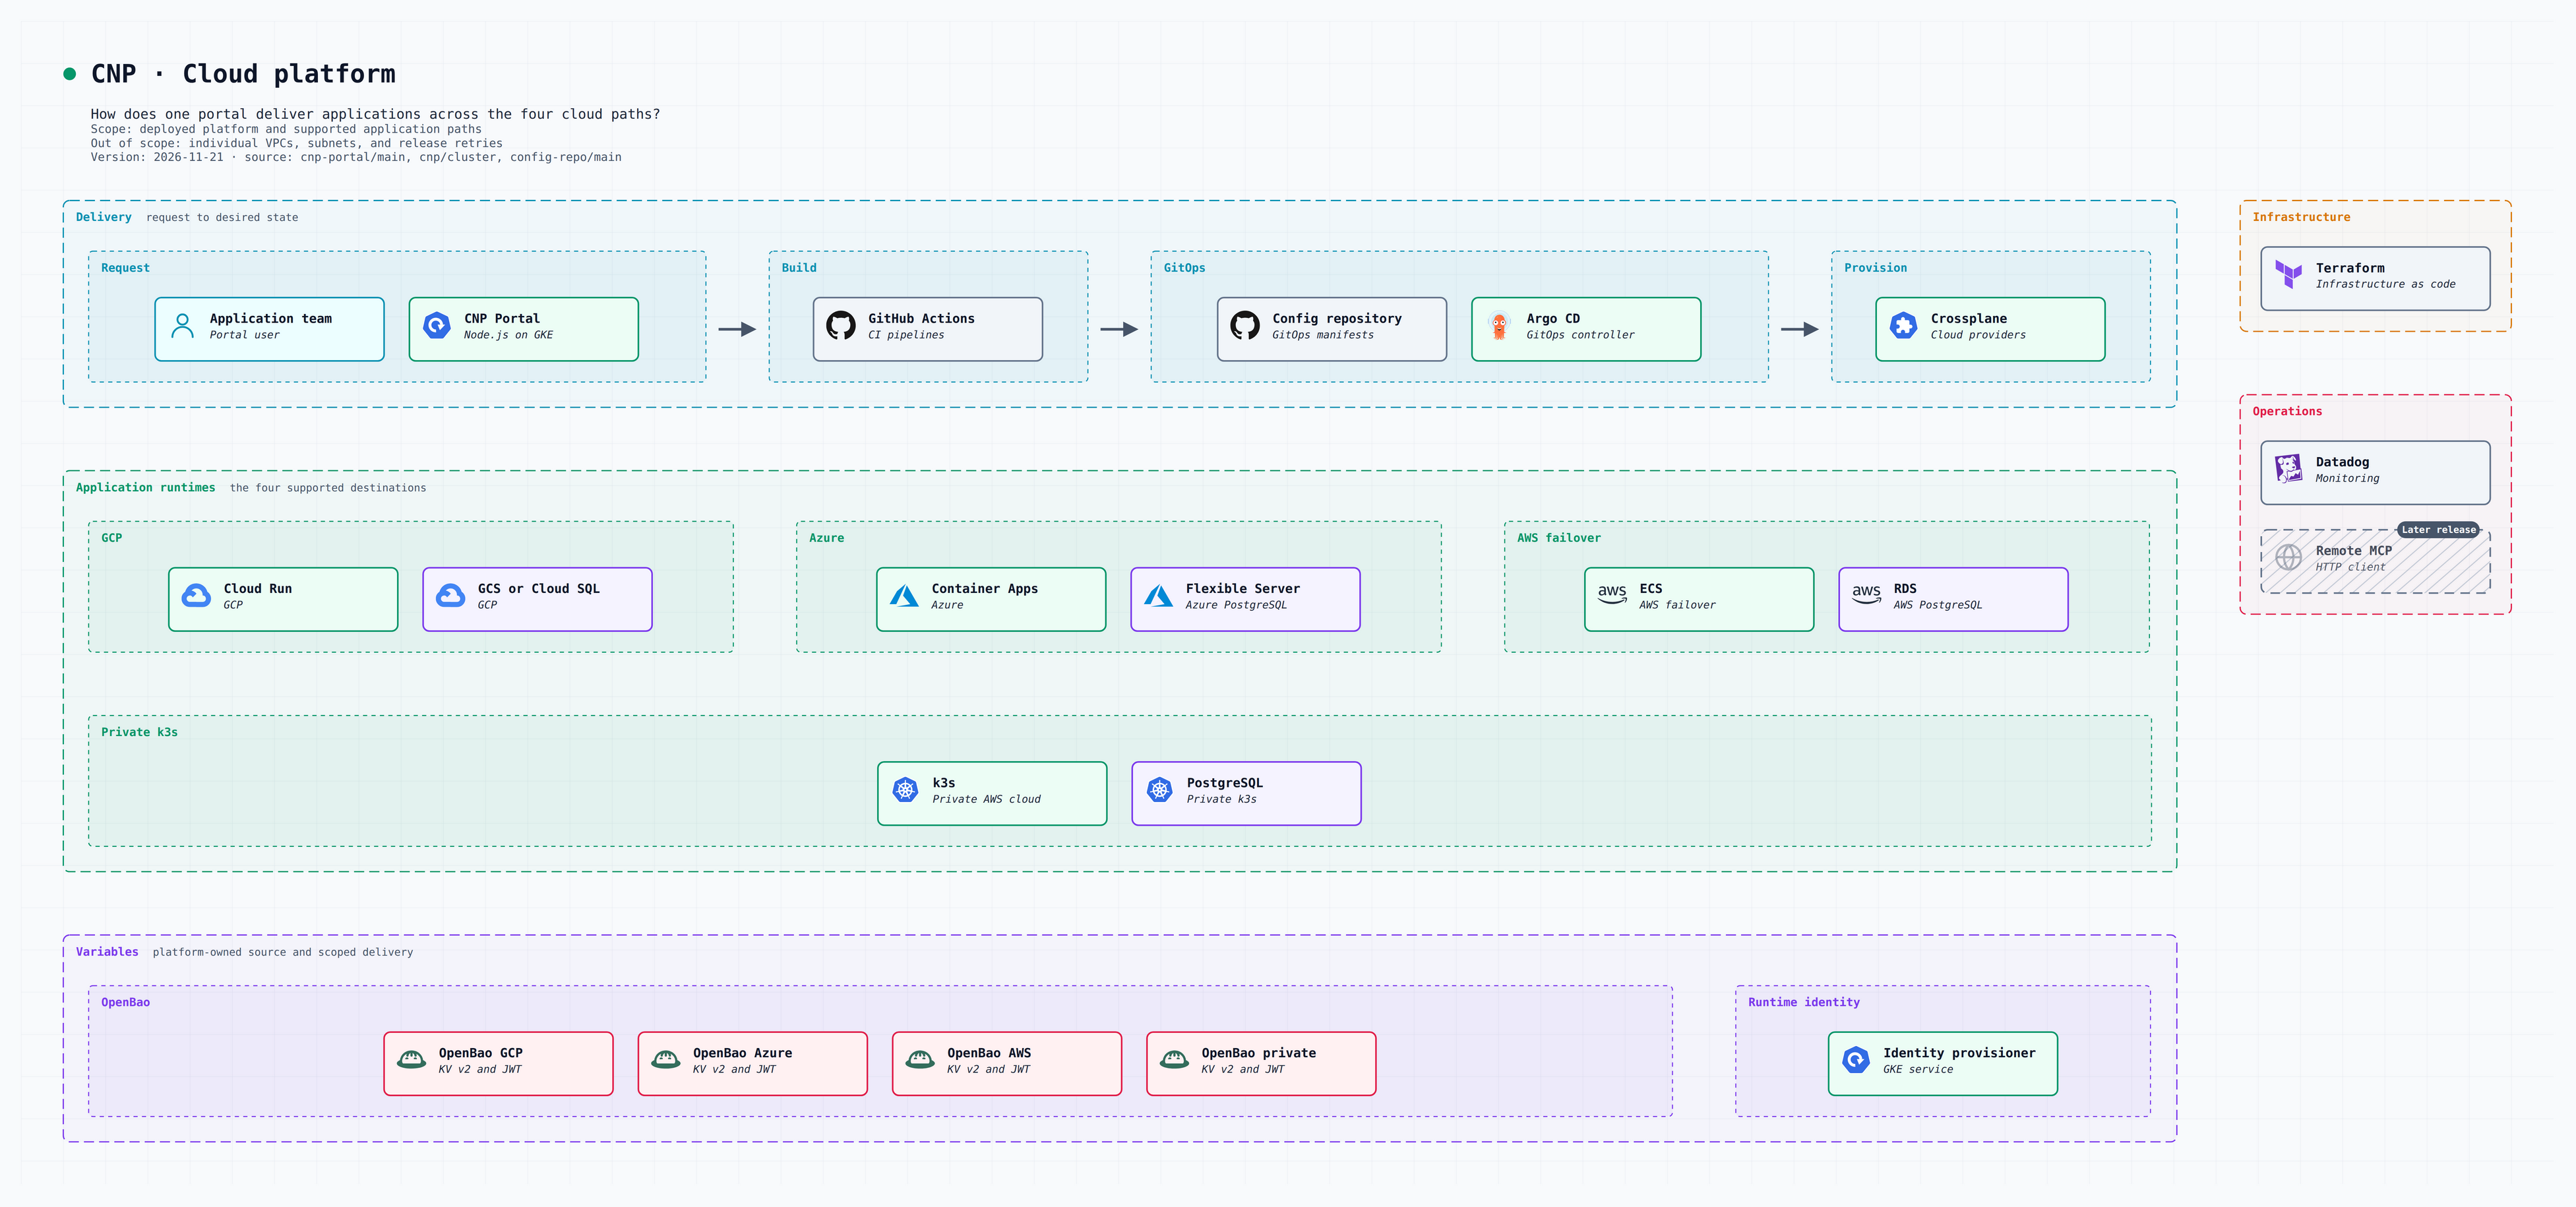 CNP · Cloud platform
How does one portal deliver applications across the four cloud paths?
Scope: deployed platform and supported application paths
Out of scope: individual VPCs, subnets, and release retries
Version: 2026-11-21 · source: cnp-portal/main, cnp/cluster, config-repo/main
Delivery request to desired state
Request
Application team
Portal user
CNP Portal
Node.js on GKE
Build
GitHub Actions
CI pipelines
GitOps
Config repository
GitOps manifests
Argo CD
GitOps controller
Provision
Crossplane
Cloud providers
Infrastructure
Terraform
Infrastructure as code
Operations
Datadog
Monitoring
Later release
Remote MCP
HTTP client
Application runtimes the four supported destinations
GCP
Cloud Run
GCP
GCS or Cloud SQL
GCP
Azure
Container Apps
Azure
Flexible Server
Azure PostgreSQL
AWS failover
aws
ECS
AWS failover
aws
RDS
AWS PostgreSQL
Private k3s
k3s
Private AWS cloud
PostgreSQL
Private k3s
Variables platform-owned source and scoped delivery
OpenBao
OpenBao GCP
KV v2 and JWT
OpenBao Azure
KV v2 and JWT
OpenBao AWS
KV v2 and JWT
OpenBao private
KV v2 and JWT
Runtime identity
Identity provisioner
GKE service